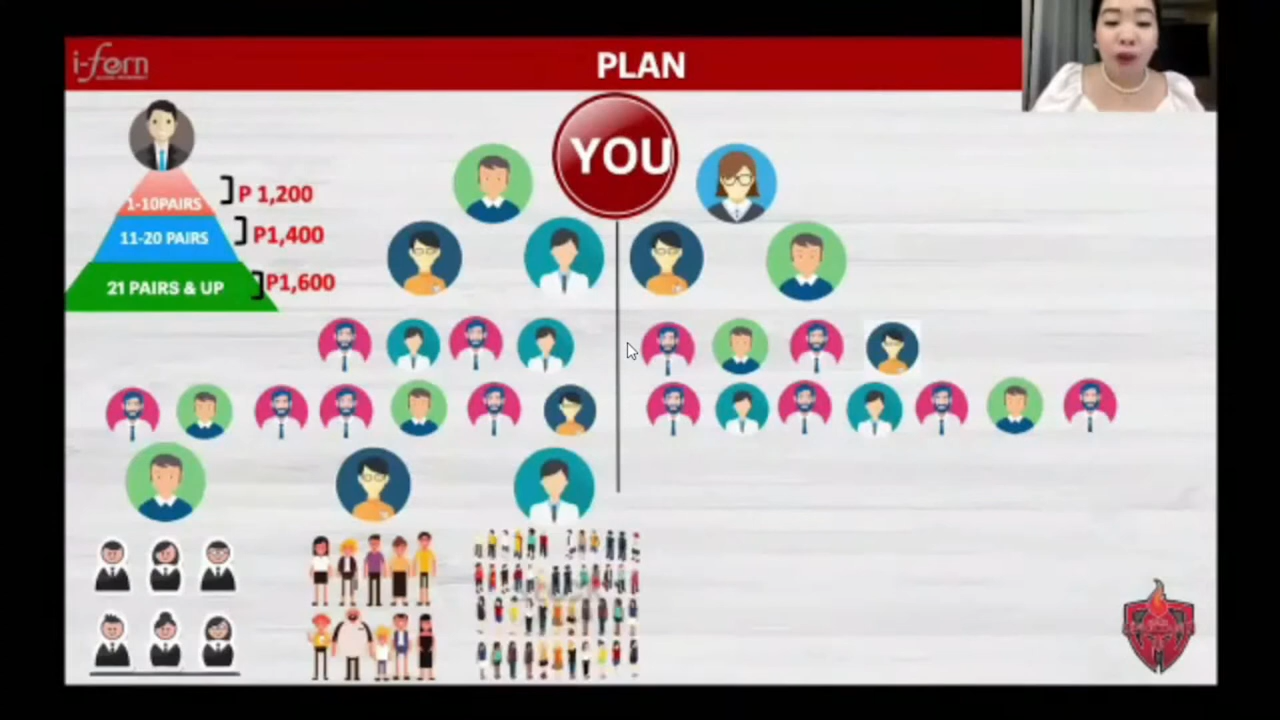 i-fern
PLAN
YOU
1-10PAIRS
P 1,200
11-20 PAIRS
P1,400
21 PAIRS & UP
P1,600